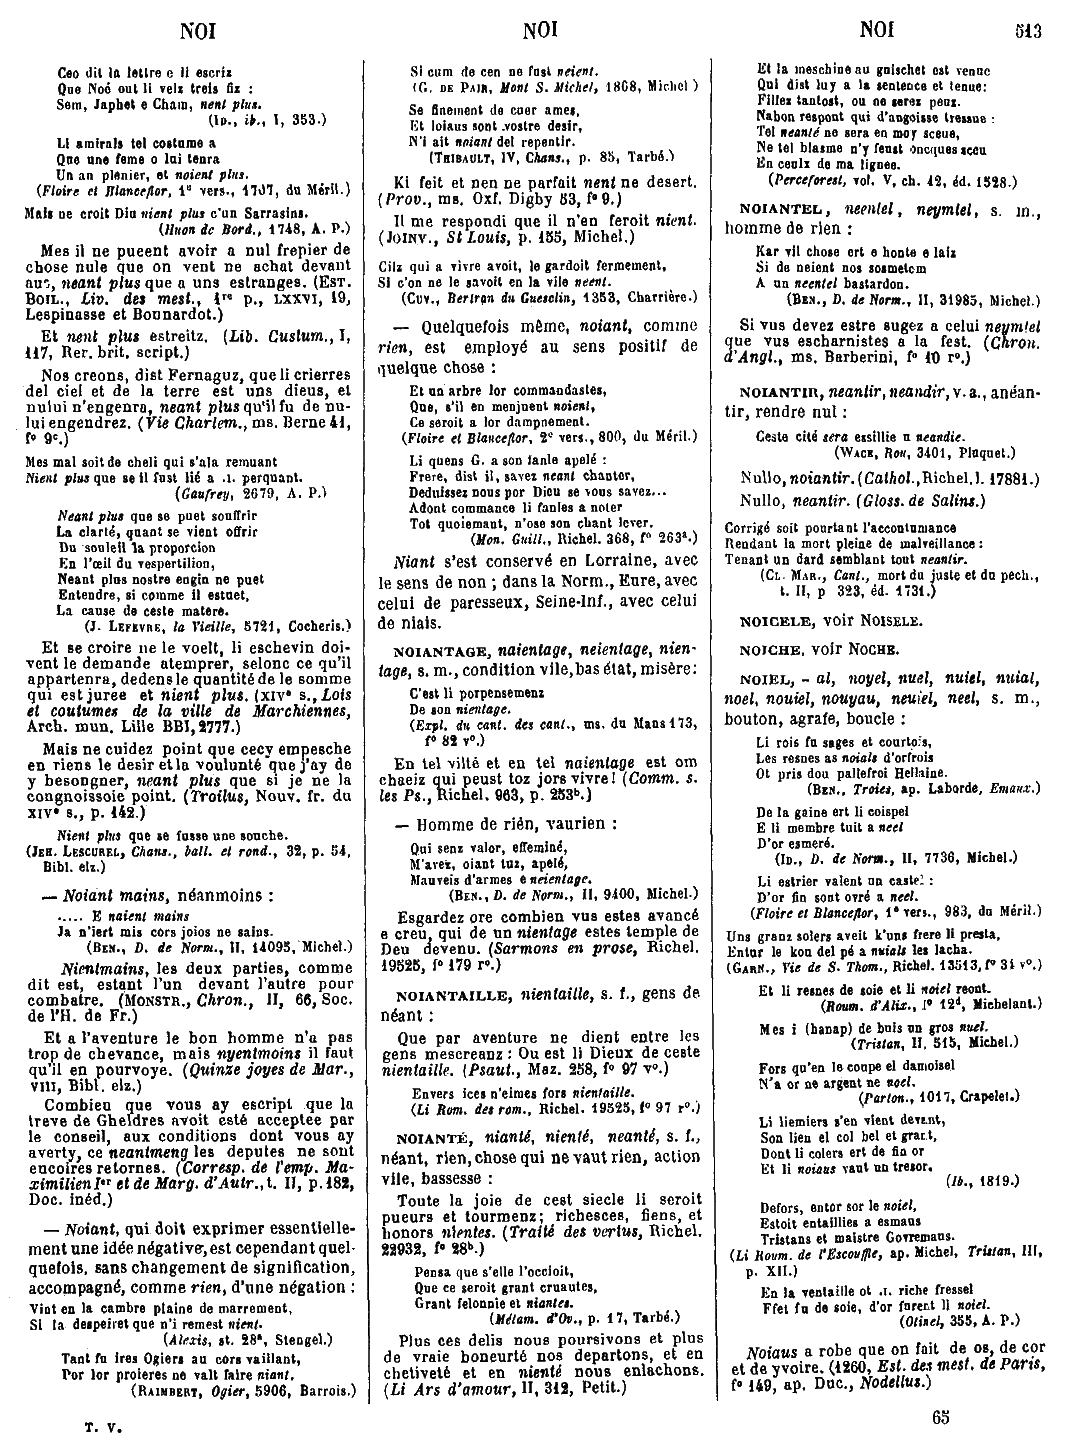 NOI
NOI
NOI
513
Ceo dit la lettre e li escriz
Que Noé out li velz treis fiz :
Sem, Japhet e Cham, nent plus.
(ID., ib., I, 353.)
Li amirals tel costume a
Que une feme o lui tenra
Un an plenier, et noient plus.
(Floire et Blanceflor, 1e vers., 1707, du Méril.)
Mais ne croit Diu nient plus c'un Sarrasins.
(Huon de Bord., 1748, A. P.)
Mes il ne pueent avoir a nul frepier de
chose nule que on vent ne achat devant
aus, neant plus que a uns estranges. (EST.
BOIL., Liv. des mest., 1re p., LXXVI, 19,
Lespinasse et Bonnardot.)
Et nent plus estreitz. (Lib. Custum., I,
117, Rer. brit. script.)
Nos creons, dist Fernaguz, que li crierres
del ciel et de la terre est uns dieus, et
nului n'engenra, neant plus qu'il fu de nu-
lui engendrez. (Vie Charlem., ms. Berne 41,
f° 9c.)
Mes mal soit de cheli qui s'ala remuant
Nient plus que se il fust lié a .I. perquant.
(Gaufrey, 2679, A. P.)
Neant plus que se puet souffrir
La clarté, quant se vient offrir
Du souleil la proporcion
En l'œil du vespertilion,
Neant plus nostre engin ne puet
Entendre, si comme il estuet,
La cause de ceste matere.
(J. LEFEVRE, la Vieille, 5721, Cocheris.)
Et se croire ne le voelt, li eschevin doi-
vent le demande atemprer, selonc ce qu'il
appartenra, dedens le quantité de le somme
qui est juree et nient plus. (XIVe s., Lois
et coutumes de la ville de Marchiennes,
Arch. mun. Lille BBI, 2777.)
Mais ne cuidez point que cecy empesche
en riens le desir et la voulunté que j'ay de
y besongner, neant plus que si je ne la
congnoissoie point. (Troilus, Nouv. fr. du
XIVe s., p. 142.)
Nient plus que se fusse une souche.
(JEH. LESCUREL, Chans., ball. et rond., 32, p. 54,
Bibl. elz.)
— Noiant mains, néanmoins :
..... E naient mains
Ja n'iert mis cors joios ne sains.
(BEN., D. de Norm., II, 14095, Michel.)
Nientmains, les deux parties, comme
dit est, estant l'un devant l'autre pour
combatre. (MONSTR., Chron., II, 66, Soc.
de l'H. de Fr.)
Et a l'aventure le bon homme n'a pas
trop de chevance, mais nyentmoins il faut
qu'il en pourvoye. (Quinze joyes de Mar.,
VIII, Bibl. elz.)
Combien que vous ay escript que la
treve de Gheldres avoit esté acceptee par
le conseil, aux conditions dont vous ay
averty, ce neantmeng les deputes ne sont
encoires retornes. (Corresp. de l'emp. Ma-
ximilien Ier et de Marg. d'Autr., t. II, p. 182,
Doc. inéd.)
— Noiant, qui doit exprimer essentielle-
ment une idée négative, est cependant quel-
quefois, sans changement de signification,
accompagné, comme rien, d'une négation :
Vint en la cambre plaine de marrement,
Si la despeiret que n'i remest nient.
(Alexis, st. 28a, Stengel.)
Tant fu ires Ogiers au cors vaillant,
Por lor proieres ne valt faire niant.
(RAIMBERT, Ogier, 5906, Barrois.)
T. V.
Si cum de cen ne fust neient.
(G. DE PAIR, Mont S. Michel, 1868, Michel)
Se finement de cuer ames,
Et loiaus sont vostre desir,
N'i ait noiant del repentir.
(THIBAULT, IV, Chans., p. 85, Tarbé.)
Ki feit et nen ne parfait nent ne desert.
(Prov., ms. Oxf. Digby 53, f° 9.)
Il me respondi que il n'en feroit nient.
(JOINV., St Louis, p. 155, Michel.)
Cilz qui a vivre avoit, le gardoit fermement,
Si c'on ne le savoit en la vile neent.
(CUV., Bertran du Guesclin, 1353, Charrière.)
— Quelquefois même, noiant, comme
rien, est employé au sens positif de
quelque chose :
Et un arbre lor commandastes,
Que, s'il en menjuent noient,
Ce seroit a lor dampnement.
(Floire et Blanceflor, 2e vers., 800, du Méril.)
Li quens G. a son fanle apelé :
Frere, dist il, savez neant chanter,
Deduissez nous por Dieu se vous savez...
Adont commance li fanles a noter
Tot quoiemant, n'ose son chant lever.
(Mon. Guill., Richel. 368, f° 263a.)
Niant s'est conservé en Lorraine, avec
le sens de non ; dans la Norm., Eure, avec
celui de paresseux, Seine-Inf., avec celui
de niais.
NOIANTAGE, naientage, neientage, nien-
tage, s. m., condition vile, bas état, misère :
C'est li porpensemenz
De son nientage.
(Expl. du cant. des cant., ms. du Mans 173,
f° 82 v°.)
En tel vilté et en tel naientage est om
chaeiz qui peust toz jors vivre ! (Comm. s.
les Ps., Richel. 963, p. 253b.)
— Homme de rién, vaurien :
Qui senz valor, effeminé,
M'avez, oiant tuz, apelé,
Mauveis d'armes e neientage.
(BEN., D. de Norm., II, 9400, Michel.)
Esgardez ore combien vus estes avancé
e creu, qui de un nientage estes temple de
Deu devenu. (Sarmons en prose, Richel.
19525, f° 179 r°.)
NOIANTAILLE, nientaille, s. f., gens de
néant :
Que par aventure ne dient entre les
gens mescreanz : Ou est li Dieux de ceste
nientaille. (Psaut., Maz. 258, f° 97 v°.)
Envers ices n'eimes fors nientaille.
(Li Rom. des rom., Richel. 19525, f° 97 r°.)
NOIANTÉ, nianté, nienté, neanté, s. f.,
néant, rien, chose qui ne vaut rien, action
vile, bassesse :
Toute la joie de cest siecle li seroit
pueurs et tourmenz ; richesces, fiens, et
honors nientes. (Traité des vertus, Richel.
22932, f° 28b.)
Pensa que s'elle l'occioit,
Que ce seroit grant cruautes,
Grant felonnie et niantes.
(Métam. d'Ov., p. 17, Tarbé.)
Plus ces delis nous poursivons et plus
de vraie boneurté nos departons, et en
chetiveté et en nienté nous enlachons.
(Li Ars d'amour, II, 312, Petit.)
Et la meschine au guischet est venue
Qui dist luy a la sentence et tenue:
Fillez tantost, ou ne serez peuz.
Nabon respont qui d'angoisse tressue :
Tel neanté ne sera en moy sceue,
Ne tel blasme n'y feust oncques sceu
En ceulx de ma lignee.
(Perceforest, vol. V, ch. 42, éd. 1528.)
NOIANTEL, neentel, neymtel, s. m.,
homme de rien :
Kar vil chose ert e honte e laiz
Si de neient nos sosmetem
A un neentel bastardon.
(BEN., D. de Norm., II, 31985, Michel.)
Si vus devez estre sugez a celui neymtel
que vus escharnistes a la fest. (Chron.
d'Angl., ms. Barberini, f° 10 r°.)
NOIANTIR, neantir, neandir, v. a., anéan-
tir, rendre nul :
Ceste cité sera essillie u neandie.
(WACE, Rou, 3401, Pluquet.)
Nullo, noiantir. (Cathol., Richel. l. 17881.)
Nullo, neantir. (Gloss. de Salins.)
Corrigé soit pourtant l'accoutumance
Rendant la mort pleine de malveillance :
Tenant un dard semblant tout neantir.
(CL. MAR., Cant., mort du juste et du pech.,
t. II, p 323, éd. 1731.)
NOICELE, voir NOISELE.
NOICHE, voir NOCHE.
NOIEL, - al, noyel, nuel, nuiel, nuial,
noel, nouiel, nouyau, neuiel, neel, s. m.,
bouton, agrafe, boucle :
Li rois fu sages et courtois,
Les resnes as noials d'orfrois
Ot pris dou pallefroi Hellaine.
(BEN., Troies, ap. Laborde, Emaux.)
De la gaine ert li coispel
E li membre tuit a neel
D'or esmeré.
(ID., D. de Norm., II, 7736, Michel.)
Li estrier valent un castel :
D'or fin sont ovré a neel.
(Floire et Blanceflor, 1e vers., 983, du Méril.)
Uns granz solers aveit k'uns frere li presta,
Entur le kou del pé a nuials les lacha.
(GARN., Vie de S. Thom., Richel. 13513, f° 31 v°.)
Et li resnes de soie et li noiel reont.
(Roum. d'Alix., f° 12d, Michelant.)
Mes i (hanap) de buis un gros nuel.
(Tristan, II, 515, Michel.)
Fors qu'en le coupe el damoisel
N'a or ne argent ne noel.
(Parton., 1017, Crapelet.)
Li liemiers s'en vient devant,
Son lien el col bel et grant,
Dont li colers ert de fin or
Et li noiaus vaut un tresor.
(Ib., 1819.)
Defors, entor sor le noiel,
Estoit entaillies a esmaus
Tristans et maistre Govremaus.
(Li Roum. de l'Escouffle, ap. Michel, Tristan, III,
p. XII.)
En la ventaille ot .I. riche fressel
Ffet fu de soie, d'or furent li noiel.
(Otinel, 355, A. P.)
Noiaus a robe que on fait de os, de cor
et de yvoire. (1260, Est. des mest. de Paris,
f° 149, ap. Duc., Nodellus.)
65